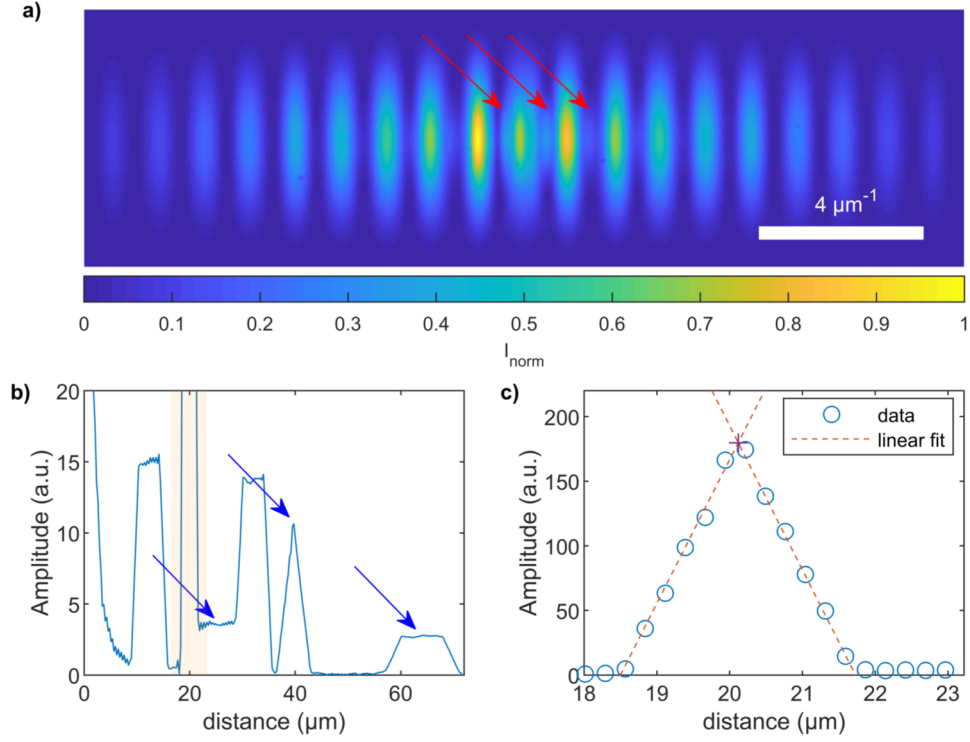 a)
4 µm⁻¹
0 0.1 0.2 0.3 0.4 0.5 0.6 0.7 0.8 0.9 1
I_norm
b)
20
15
10
5
0
Amplitude (a.u.)
0 20 40 60
distance (µm)
c)
200
150
100
50
0
Amplitude (a.u.)
data
linear fit
18 19 20 21 22 23
distance (µm)